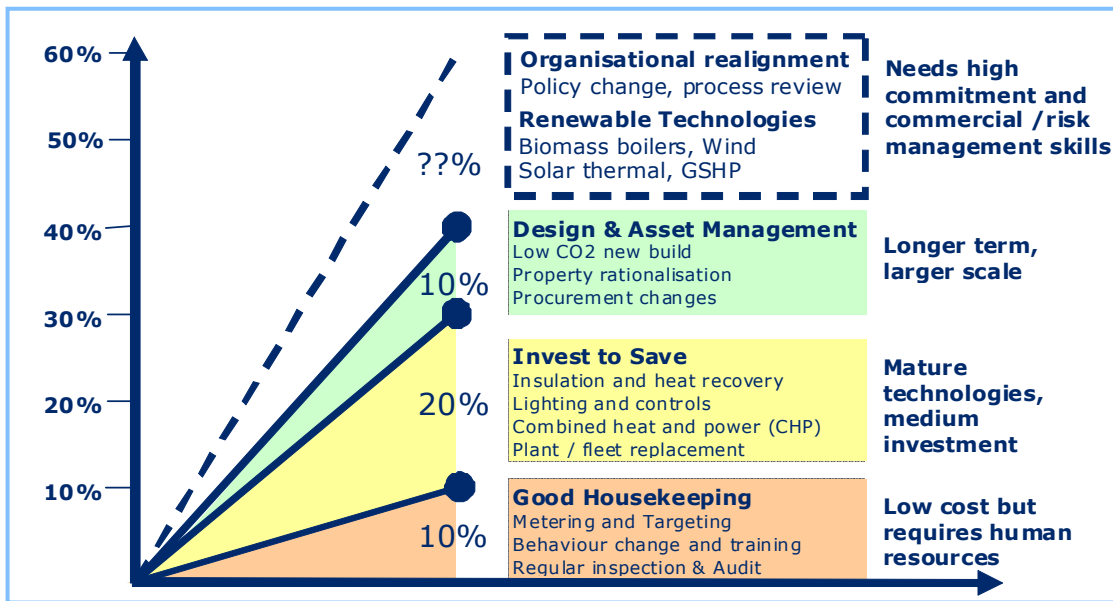 60%
50%
40%
30%
20%
10%
??%
10%
20%
10%
Organisational realignment
Policy change, process review
Renewable Technologies
Biomass boilers, Wind
Solar thermal, GSHP
Needs high
commitment and
commercial /risk
management skills
Design & Asset Management
Low CO2 new build
Property rationalisation
Procurement changes
Longer term,
larger scale
Invest to Save
Insulation and heat recovery
Lighting and controls
Combined heat and power (CHP)
Plant / fleet replacement
Mature
technologies,
medium
investment
Good Housekeeping
Metering and Targeting
Behaviour change and training
Regular inspection & Audit
Low cost but
requires human
resources